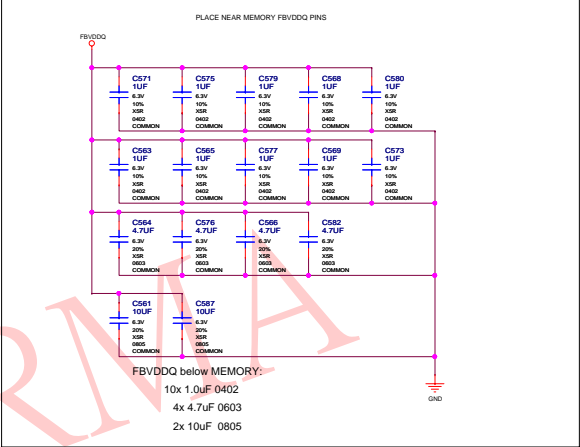 PLACE NEAR MEMORY FBVDDQ PINS
FBVDDQ
C571 C575 C579 C568 C580
1UF 1UF 1UF 1UF 1UF
6.3V 6.3V 6.3V 6.3V 6.3V
10% 10% 10% 10% 10%
X5R X5R X5R X5R X5R
0402 0402 0402 0402 0402
COMMON COMMON COMMON COMMON COMMON
C563 C565 C577 C569 C573
1UF 1UF 1UF 1UF 1UF
6.3V 6.3V 6.3V 6.3V 6.3V
10% 10% 10% 10% 10%
X5R X5R X5R X5R X5R
0402 0402 0402 0402 0402
COMMON COMMON COMMON COMMON COMMON
C564 C576 C566 C582
4.7UF 4.7UF 4.7UF 4.7UF
6.3V 6.3V 6.3V 6.3V
20% 20% 20% 20%
X5R X5R X5R X5R
0603 0603 0603 0603
COMMON COMMON COMMON COMMON
C561 C587
10UF 10UF
6.3V 6.3V
20% 20%
X5R X5R
0805 0805
COMMON COMMON
FBVDDQ below MEMORY:
10x 1.0uF 0402
4x 4.7uF 0603
2x 10uF 0805
GND
RMA